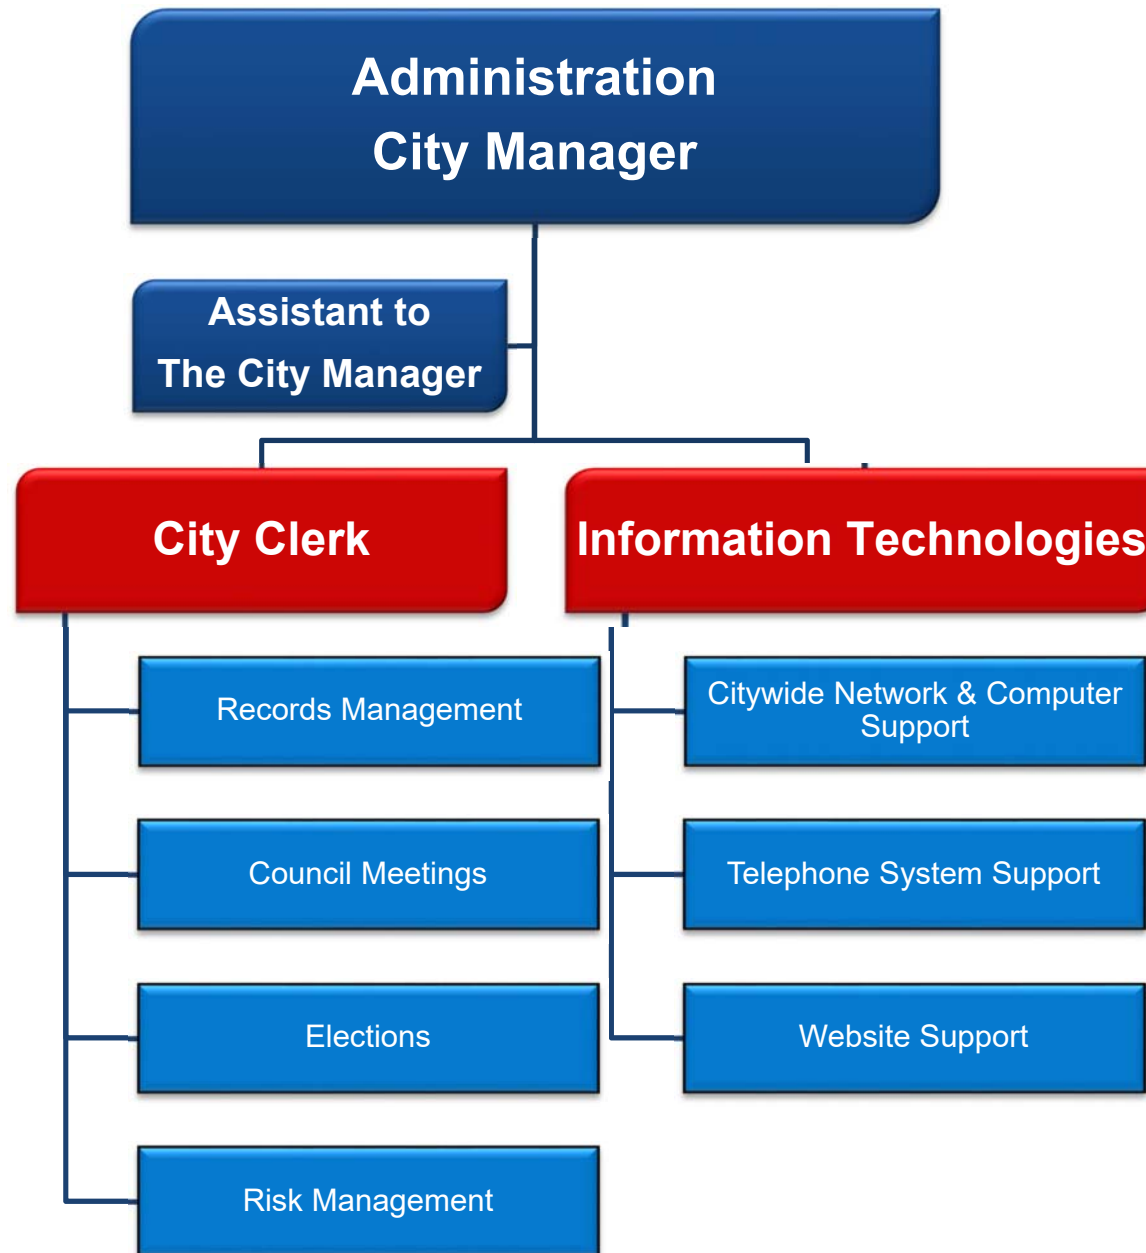 Administration
City Manager
Assistant to
The City Manager
City Clerk
Information Technologies
Records Management
Citywide Network & Computer
Support
Council Meetings
Telephone System Support
Elections
Website Support
Risk Management